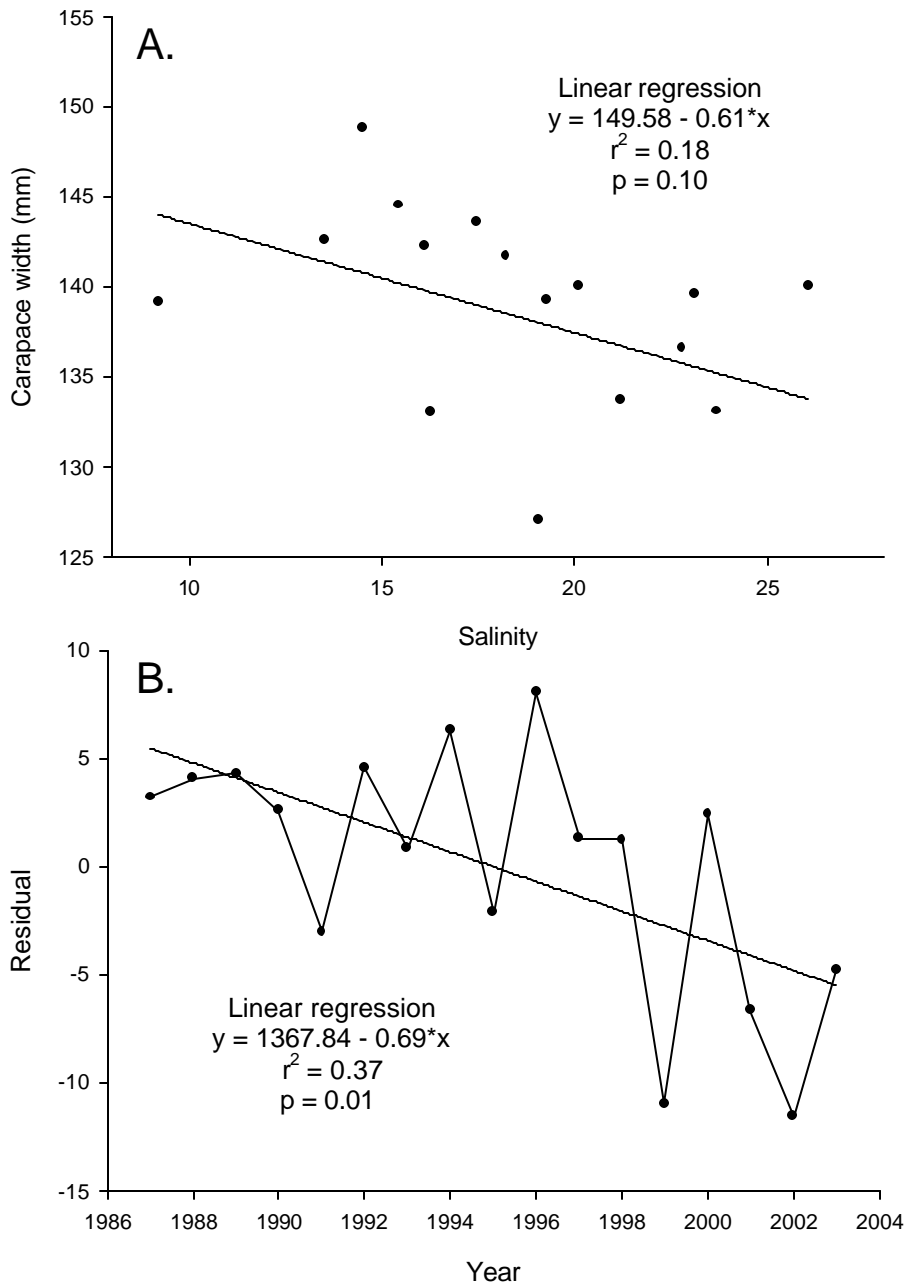 A.
Linear regression
y = 149.58 - 0.61*x
r² = 0.18
p = 0.10
Carapace width (mm)
155
150
145
140
135
130
125
10 15 20 25
Salinity
B.
Linear regression
y = 1367.84 - 0.69*x
r² = 0.37
p = 0.01
Residual
10
5
0
-5
-10
-15
1986 1988 1990 1992 1994 1996 1998 2000 2002 2004
Year